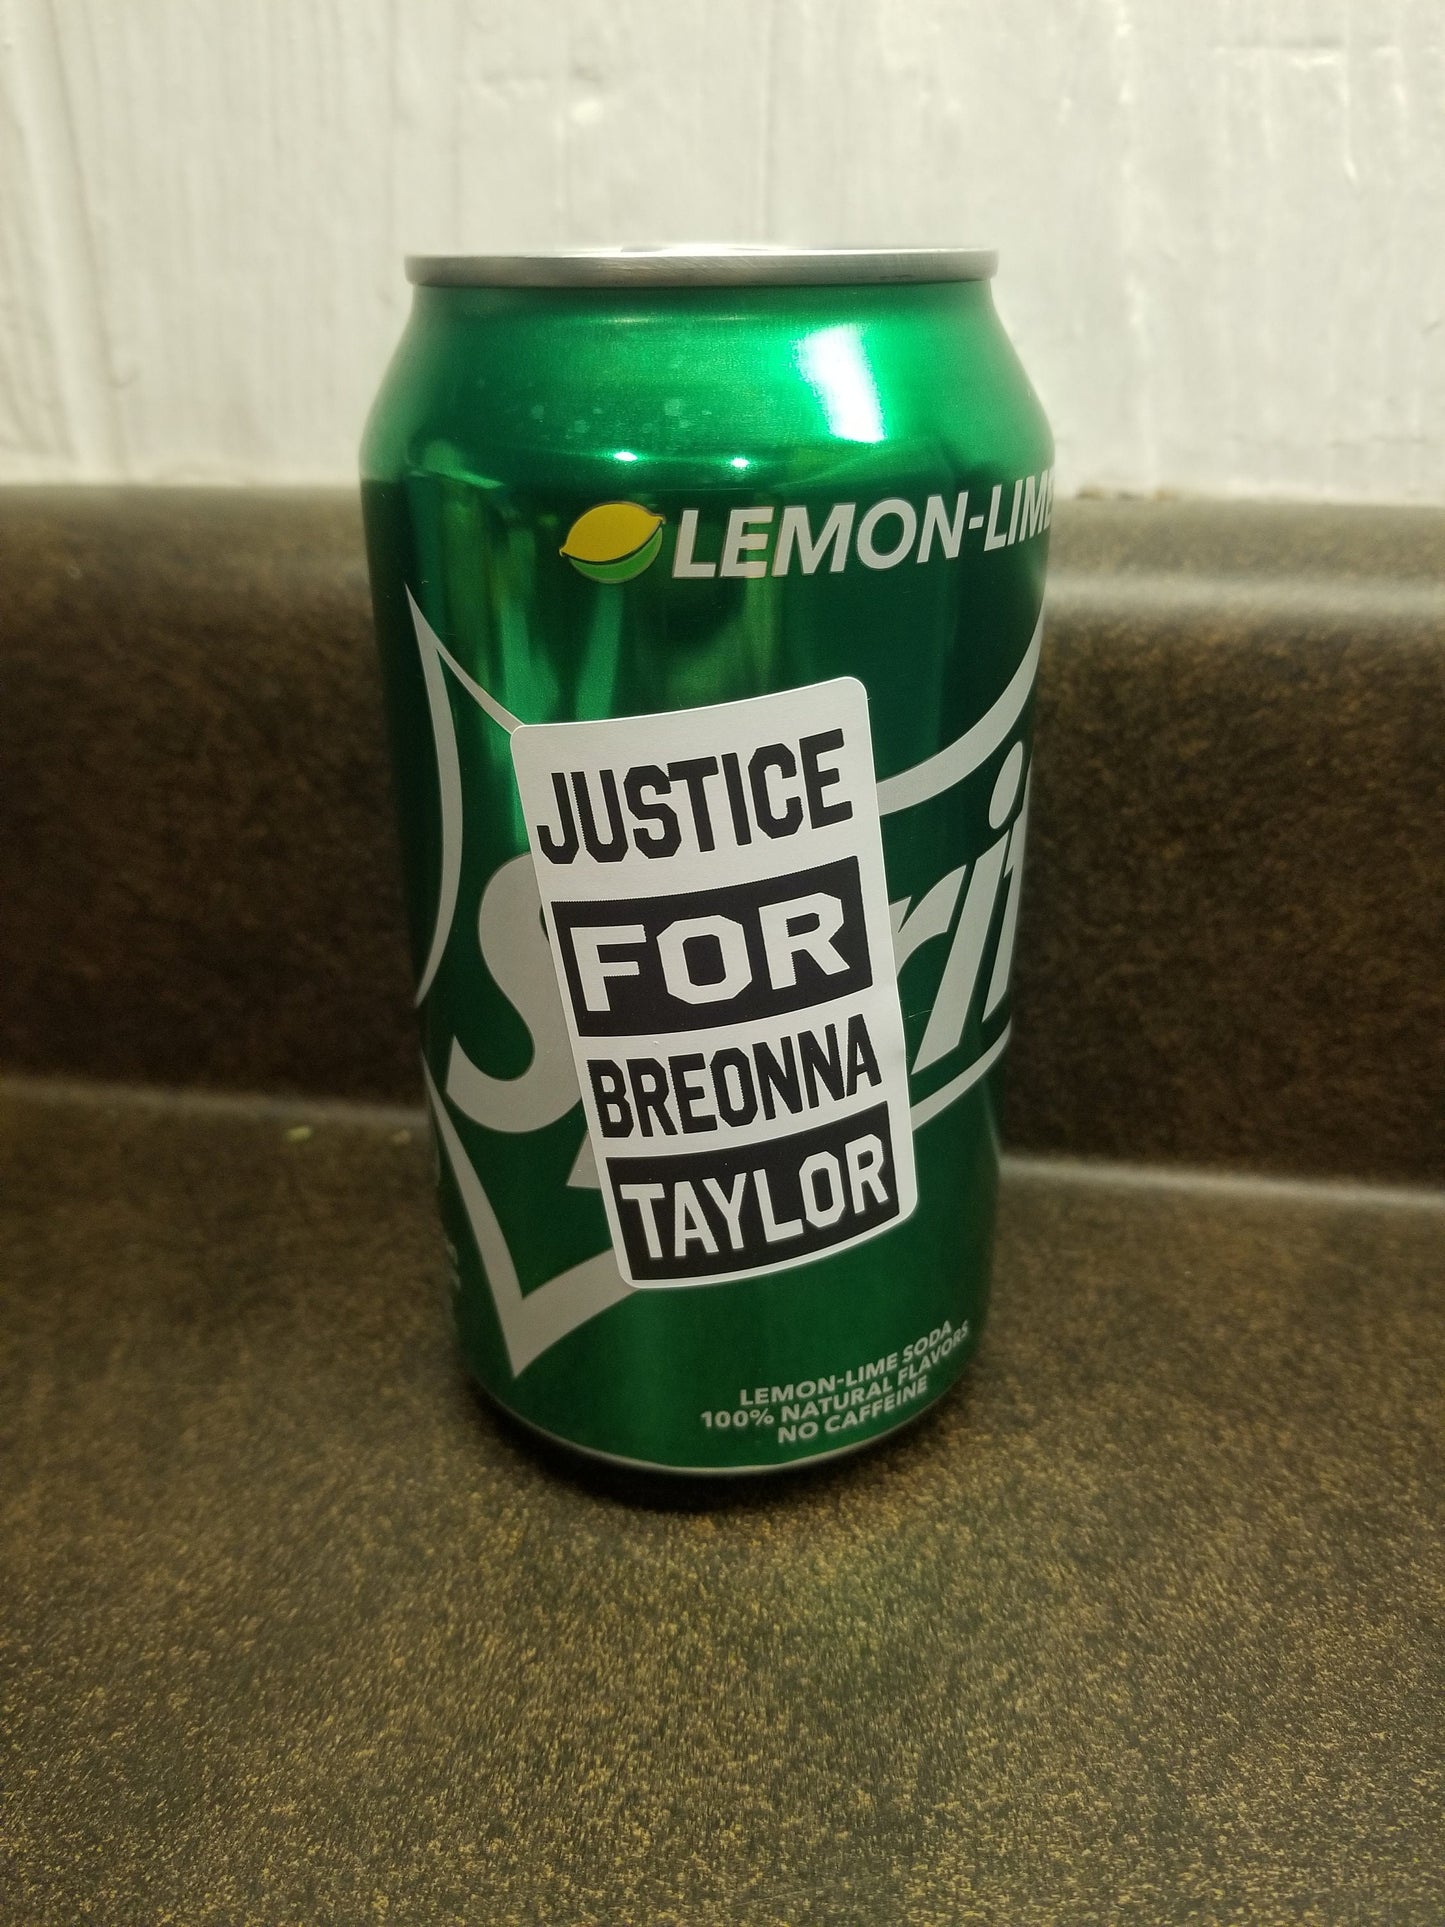 LEMON-LIME
JUSTICE
FOR
BREONNA
TAYLOR
LEMON-LIME SODA
100% NATURAL FLAVORS
NO CAFFEINE